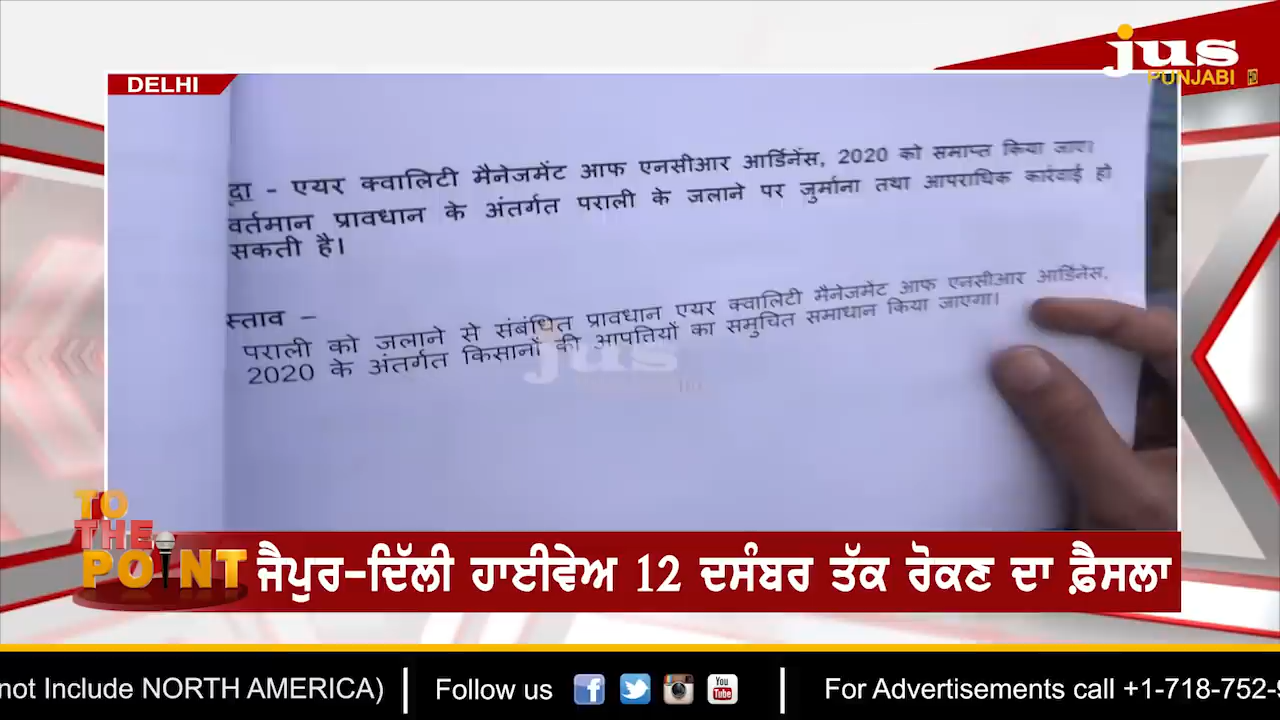 jus
PUNJABI
DELHI
दा – एयर क्वालिटी मैनेजमेंट आफ एनसीआर आर्डिनेंस, 2020 को समाप्त किया जाए।
वर्तमान प्रावधान के अंतर्गत पराली के जलाने पर जुर्माना तथा आपराधिक कारंवाई हो
सकती है।
स्ताव –
पराली को जलाने से संबंधित प्रावधान एयर क्वालिटी मैनेजमेंट आफ एनसीआर आर्डिनेंस,
2020 के अंतर्गत किसानों की आपत्तियों का समुचित समाधान किया जाएगा।
jus
TO
THE
POINT
ਜੈਪੁਰ-ਦਿੱਲੀ ਹਾਈਵੇਅ 12 ਦਸੰਬਰ ਤੱਕ ਰੋਕਣ ਦਾ ਫ਼ੈਸਲਾ
not Include NORTH AMERICA) | Follow us You Tube | For Advertisements call +1-718-752-